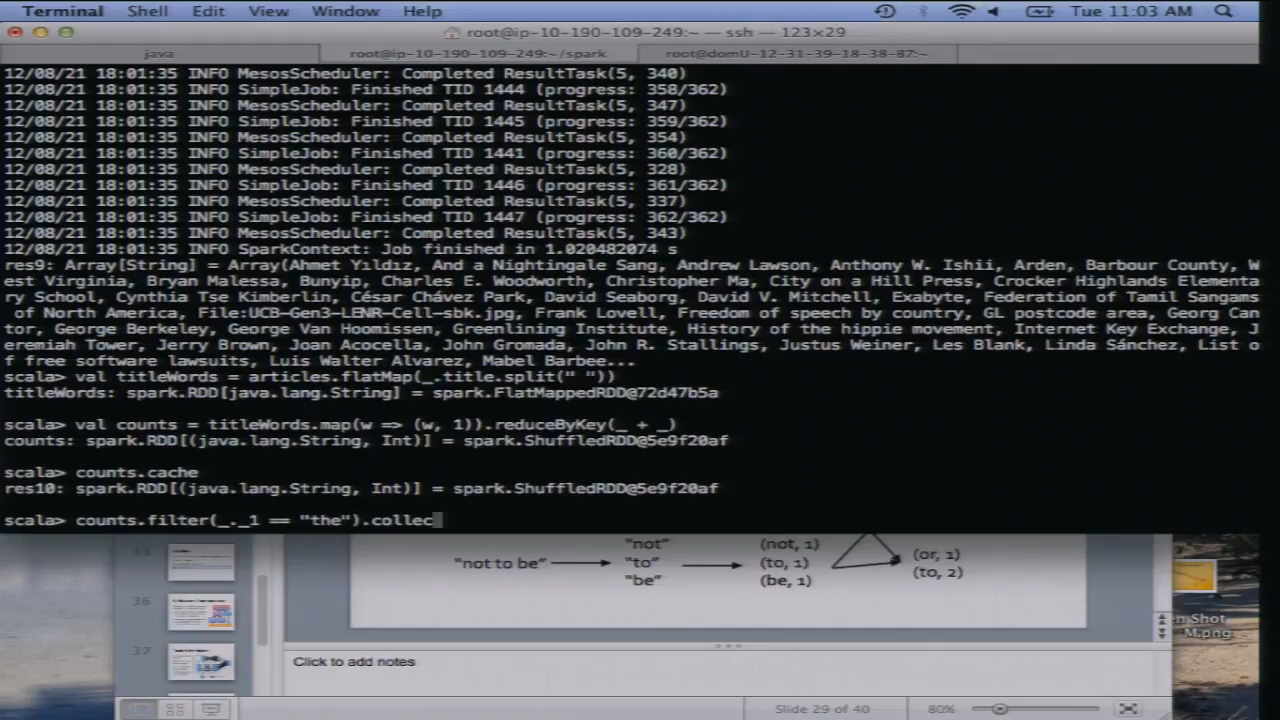 Terminal Shell Edit View Window Help Tue 11:03 AM
root@ip-10-190-109-249:~ — ssh — 123×29
java root@ip-10-190-109-249:~/spark root@domU-12-31-39-18-38-87:~
12/08/21 18:01:35 INFO MesosScheduler: Completed ResultTask(5, 340)
12/08/21 18:01:35 INFO SimpleJob: Finished TID 1444 (progress: 358/362)
12/08/21 18:01:35 INFO MesosScheduler: Completed ResultTask(5, 347)
12/08/21 18:01:35 INFO SimpleJob: Finished TID 1445 (progress: 359/362)
12/08/21 18:01:35 INFO MesosScheduler: Completed ResultTask(5, 354)
12/08/21 18:01:35 INFO SimpleJob: Finished TID 1441 (progress: 360/362)
12/08/21 18:01:35 INFO MesosScheduler: Completed ResultTask(5, 328)
12/08/21 18:01:35 INFO SimpleJob: Finished TID 1446 (progress: 361/362)
12/08/21 18:01:35 INFO MesosScheduler: Completed ResultTask(5, 337)
12/08/21 18:01:35 INFO SimpleJob: Finished TID 1447 (progress: 362/362)
12/08/21 18:01:35 INFO MesosScheduler: Completed ResultTask(5, 343)
12/08/21 18:01:35 INFO SparkContext: Job finished in 1.020482074 s
res9: Array[String] = Array(Ahmet Yıldız, And a Nightingale Sang, Andrew Lawson, Anthony W. Ishii, Arden, Barbour County, W
est Virginia, Bryan Malessa, Bunyip, Charles E. Woodworth, Christopher Ma, City on a Hill Press, Crocker Highlands Elementa
ry School, Cynthia Tse Kimberlin, César Chávez Park, David Seaborg, David V. Mitchell, Exabyte, Federation of Tamil Sangams
of North America, File:UCB-Gen3-LBNR-Cell-sbk.jpg, Frank Lovell, Freedom of speech by country, GL postcode area, Georg Can
tor, George Berkeley, George Van Hoomissen, Greenlining Institute, History of the hippie movement, Internet Key Exchange, J
eremiah Tower, Jerry Brown, Joan Acocella, John Gromada, John R. Stallings, Justus Weiner, Les Blank, Linda Sánchez, List o
f free software lawsuits, Luis Walter Alvarez, Mabel Barbee...
scala> val titleWords = articles.flatMap(_.title.split(" "))
titleWords: spark.RDD[java.lang.String] = spark.FlatMappedRDD@72d47b5a
scala> val counts = titleWords.map(w => (w, 1)).reduceByKey(_ + _)
counts: spark.RDD[(java.lang.String, Int)] = spark.ShuffledRDD@5e9f20af
scala> counts.cache
res10: spark.RDD[(java.lang.String, Int)] = spark.ShuffledRDD@5e9f20af
scala> counts.filter(_._1 == "the").collec
"not" (not, 1)
"not to be" "to" (to, 1) (or, 1)
"be" (be, 1) (to, 2)
36
37
n Shot
M.png
Click to add notes
Slide 29 of 40 80%